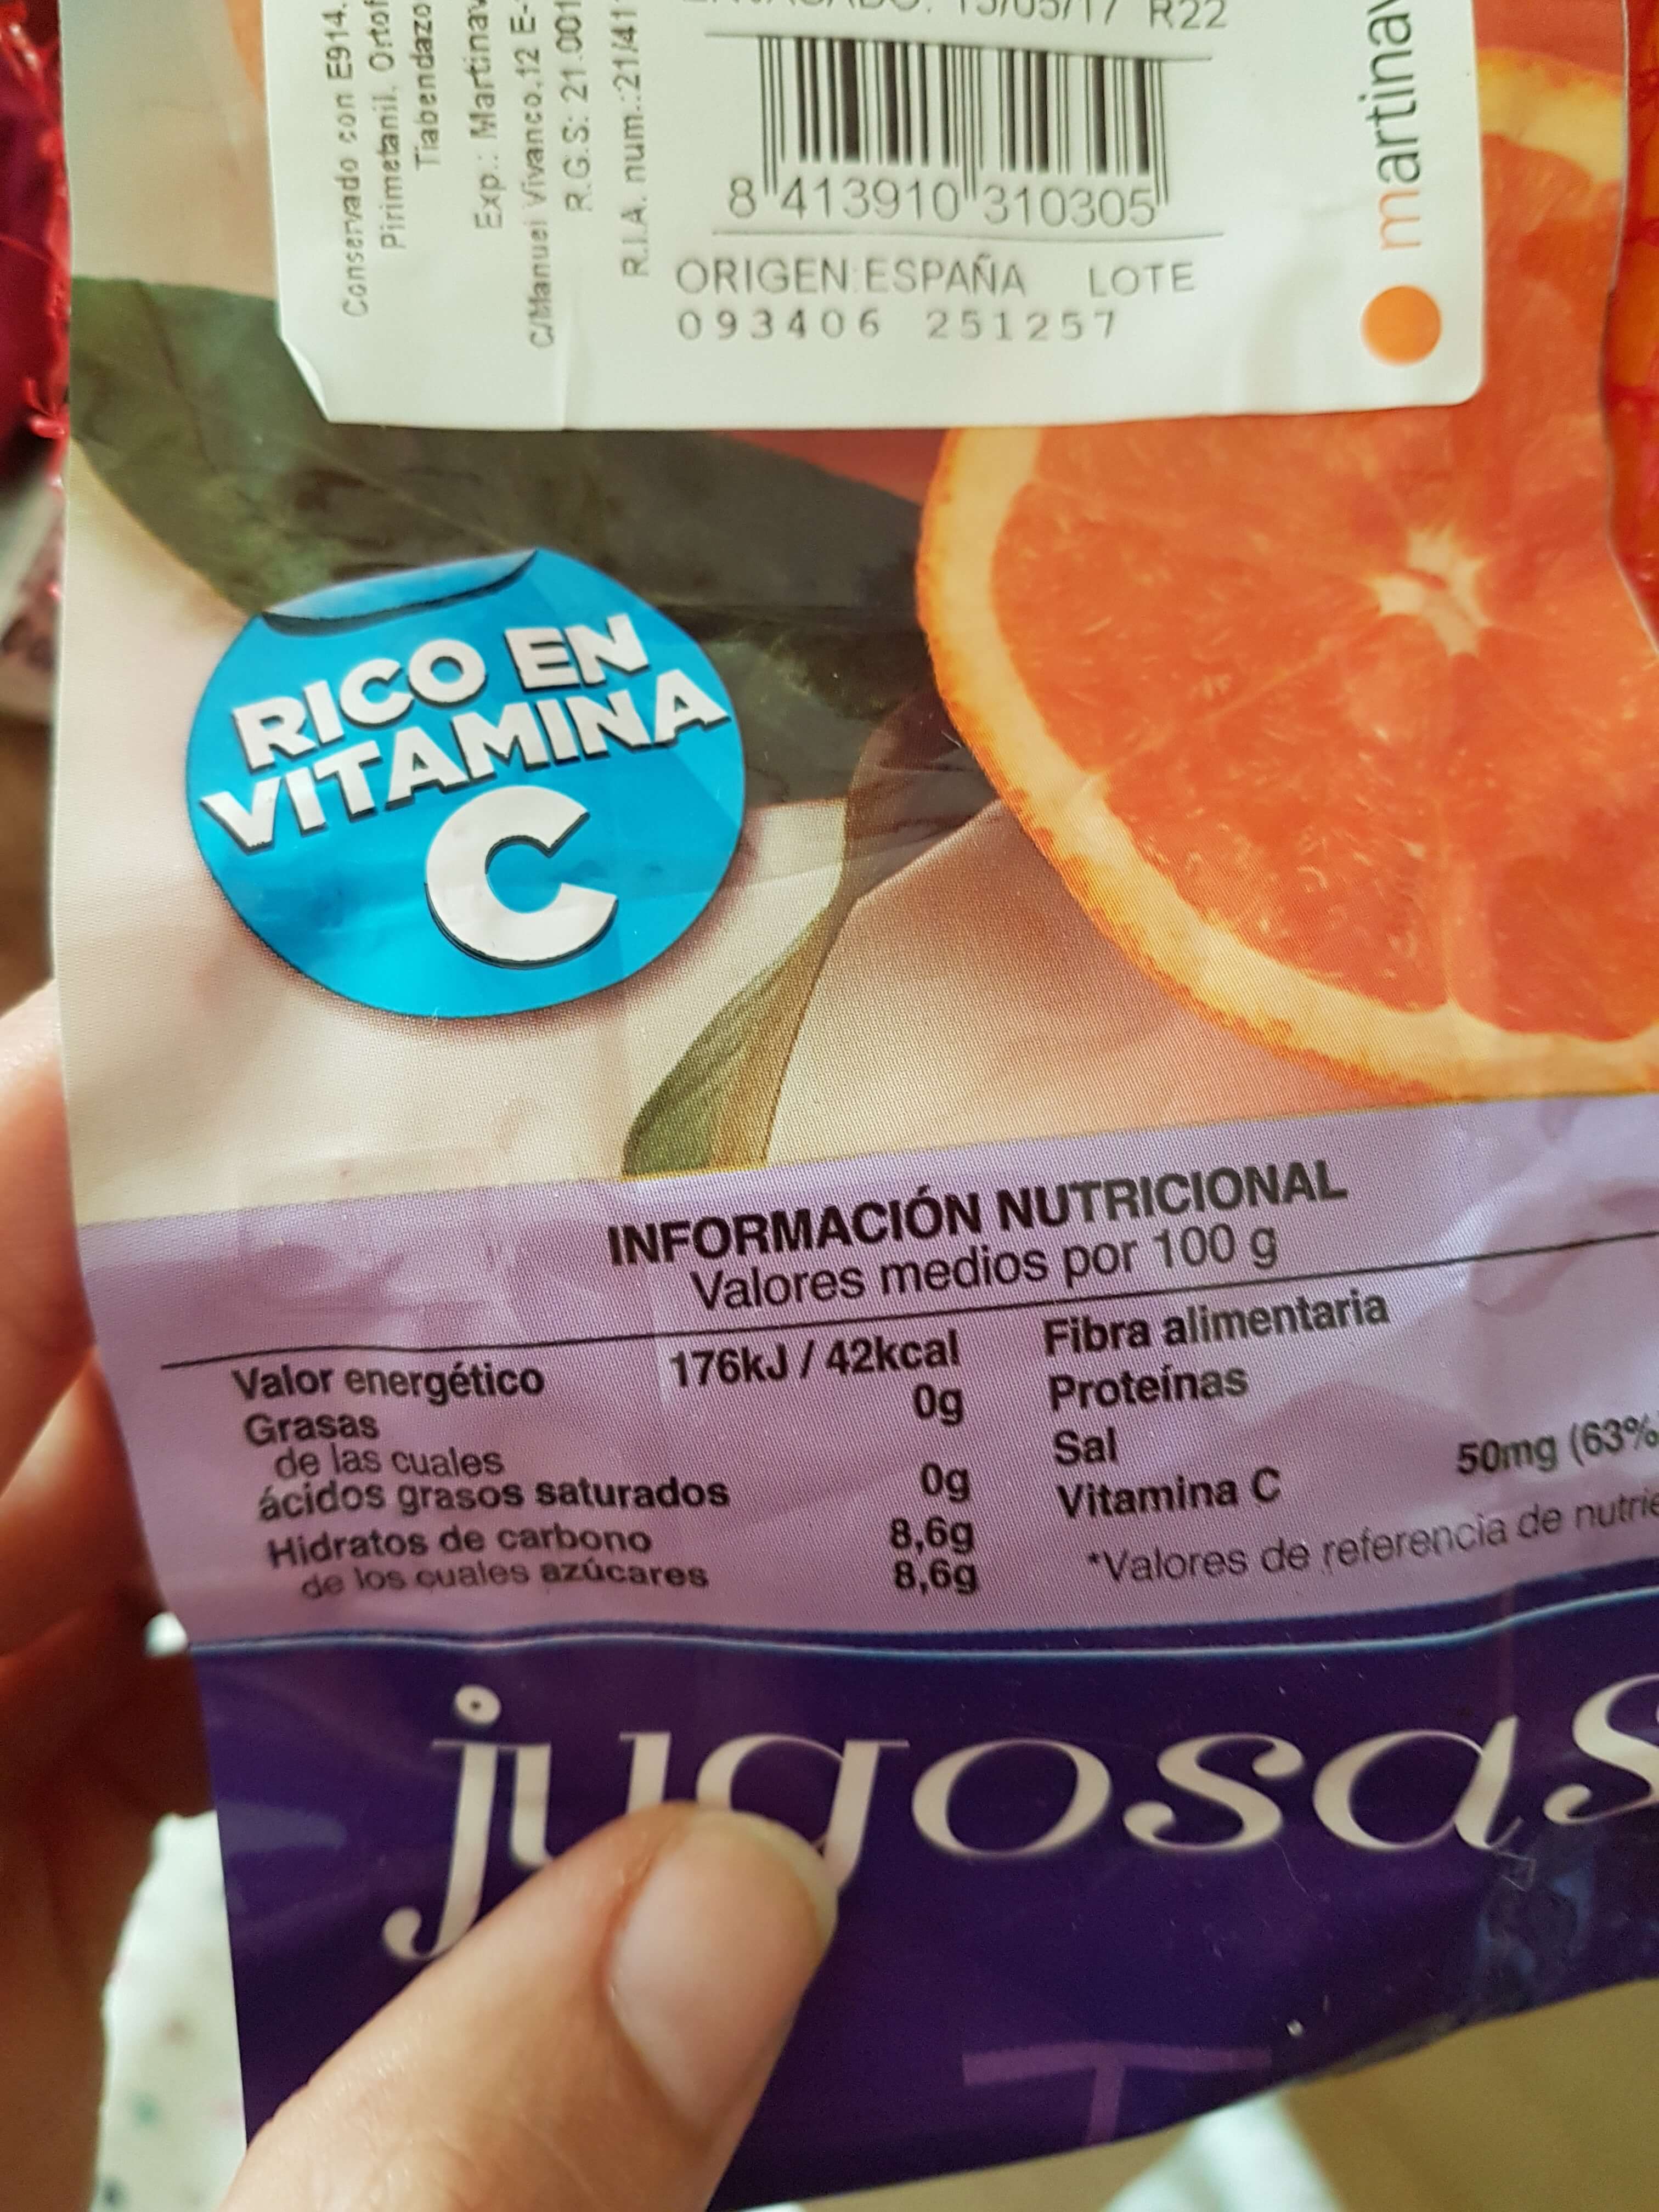 Conservado con E914.
Pirimetanil,
Tiabendazo
Exp.: Martinav
C/Manuel Vivanco,12 E-
R.G.S: 21.001
R.I.A. num.:21/41
15/05/17 R22
8 413910 310305
ORIGEN:ESPAÑA LOTE
093406 251257
martinav
RICO EN
VITAMINA
C
INFORMACIÓN NUTRICIONAL
Valores medios por 100 g
Valor energético 176kJ / 42kcal
Grasas 0g
de las cuales
ácidos grasos saturados 0g
Hidratos de carbono 8,6g
de los cuales azúcares 8,6g
Fibra alimentaria
Proteínas
Sal
Vitamina C 50mg (63%
*Valores de referencia de nutrie
jugosas